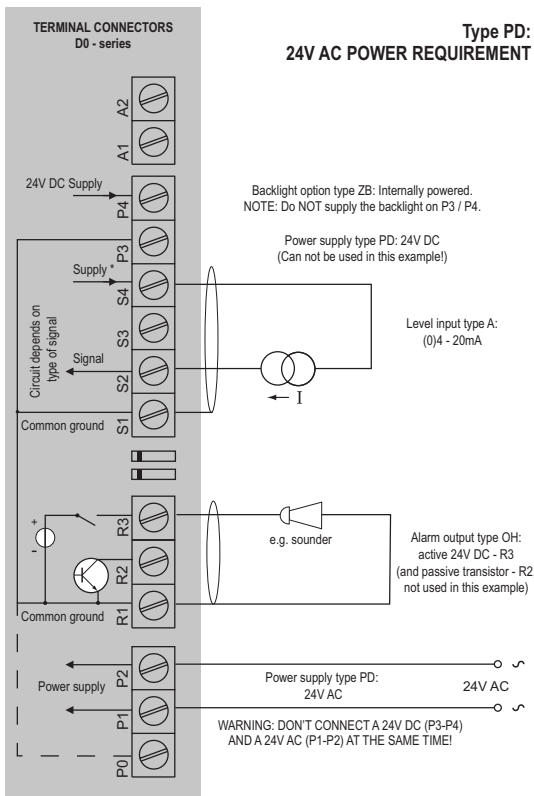 TERMINAL CONNECTORS
D0 - series
Type PD:
24V AC POWER REQUIREMENT
A2
A1
24V DC Supply
P4
Backlight option type ZB: Internally powered.
NOTE: Do NOT supply the backlight on P3 / P4.
P3
Power supply type PD: 24V DC
(Can not be used in this example!)
Supply *
S4
Circuit depends on
type of signal
S3
Level input type A:
(0)4 - 20mA
Signal
S2
I
Common ground
S1
+
-
R3
e.g. sounder
Alarm output type OH:
active 24V DC - R3
(and passive transistor - R2
not used in this example)
R2
Common ground
R1
P2
Power supply
Power supply type PD:
24V AC
24V AC
P1
WARNING: DON'T CONNECT A 24V DC (P3-P4)
AND A 24V AC (P1-P2) AT THE SAME TIME!
P0